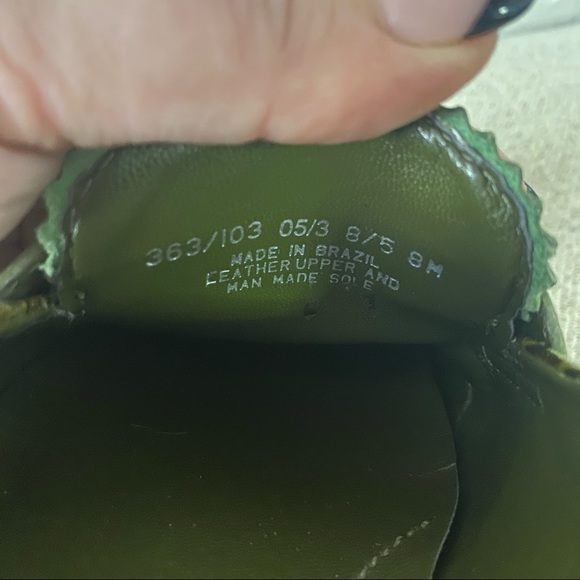 363/103 05/3 8/5 8M
MADE IN BRAZIL
LEATHER UPPER AND
MAN MADE SOLE